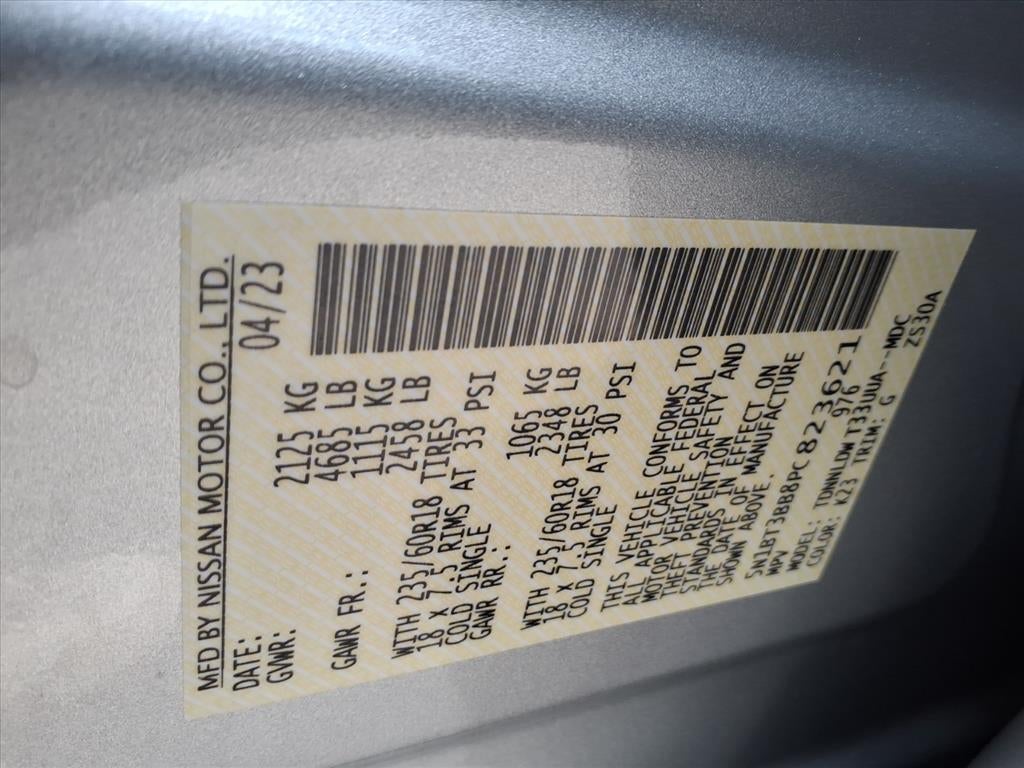 MFD BY NISSAN MOTOR CO., LTD.
DATE: 04/23
GVWR: 2125 KG
4685 LB
GAWR FR.: 1115 KG
2458 LB
WITH 235/60R18 TIRES
18 x 7.5 RIMS AT 33 PSI
COLD SINGLE
GAWR RR.: 1065 KG
2348 LB
WITH 235/60R18 TIRES
18 x 7.5 RIMS AT 30 PSI
COLD SINGLE
THIS VEHICLE CONFORMS TO
ALL APPLICABLE FEDERAL
MOTOR VEHICLE SAFETY AND
THEFT PREVENTION
STANDARDS IN EFFECT ON
THE DATE OF MANUFACTURE
SHOWN ABOVE.
5N1BT3BB8PC823621
MPV
MODEL: TDNNLDWT33UUA--MDC
976 ZS30A
COLOR: K23 TRIM: G